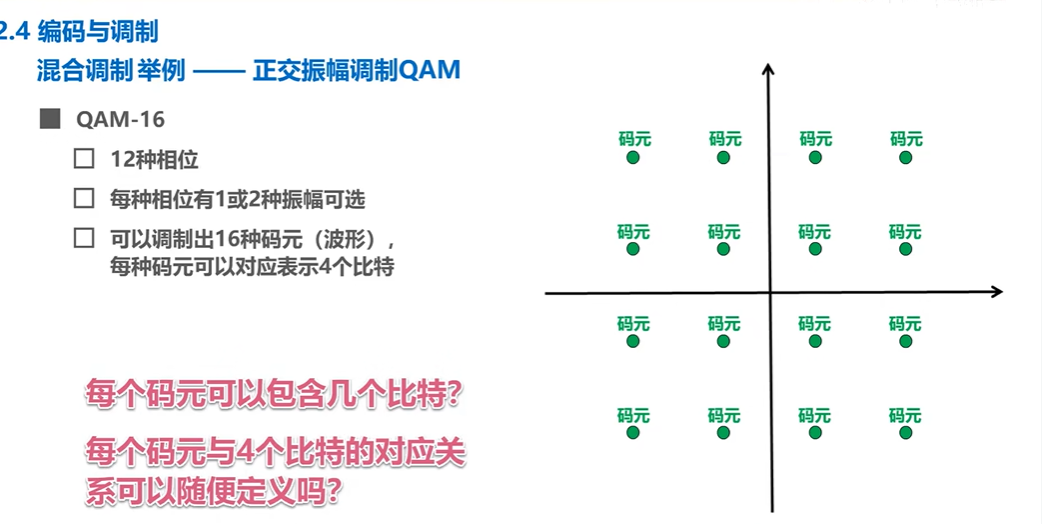 2.4 编码与调制
混合调制 举例 —— 正交振幅调制QAM
QAM-16
12种相位
每种相位有1或2种振幅可选
可以调制出16种码元（波形），
每种码元可以对应表示4个比特
每个码元可以包含几个比特？
每个码元与4个比特的对应关
系可以随便定义吗？
码元 码元 码元 码元
码元 码元 码元 码元
码元 码元 码元 码元
码元 码元 码元 码元